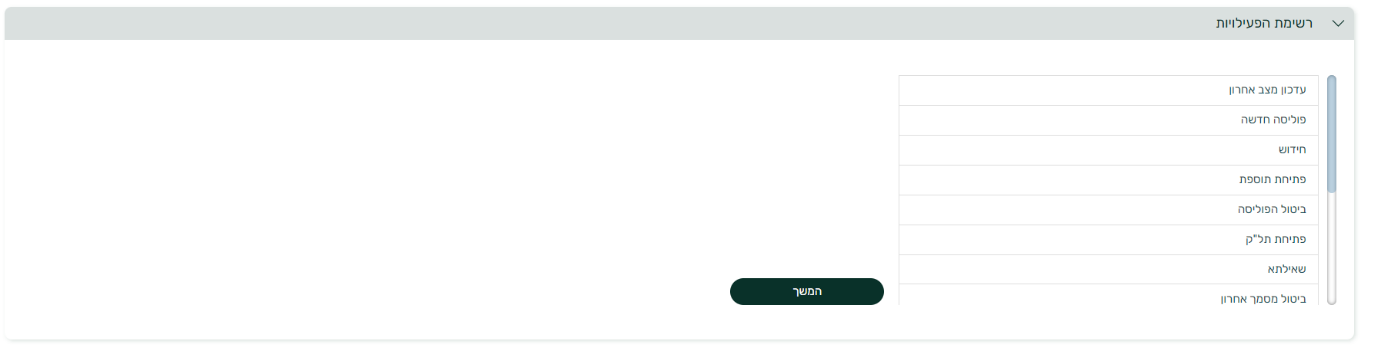 רשימת הפעילויות
עדכון מצב אחרון
פוליסה חדשה
חידוש
פתיחת תוספת
ביטול הפוליסה
פתיחת תל"ק
שאילתא
ביטול מסמך אחרון
המשך